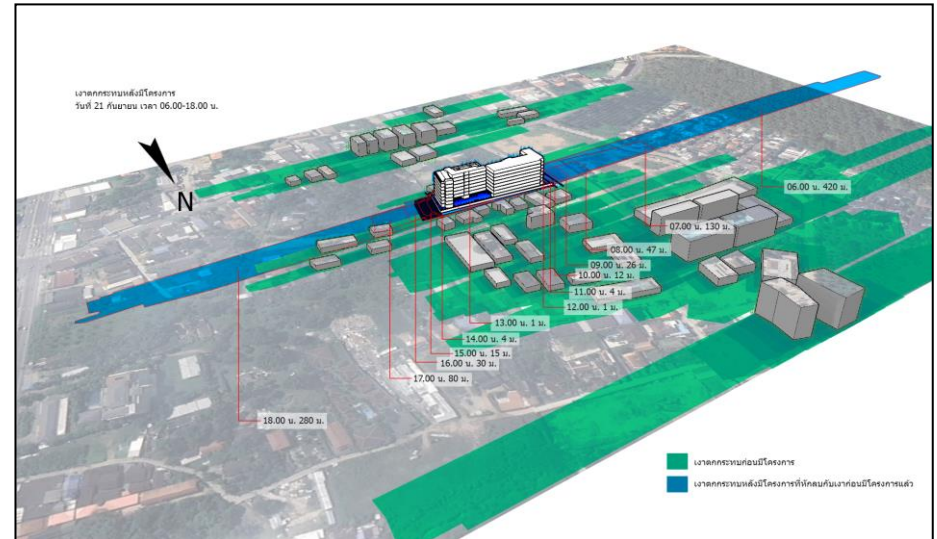 เงาตกกระทบหลังมีโครงการ
วันที่ 21 กันยายน เวลา 06.00-18.00 น.
N
06.00 น. 420 ม.
07.00 น. 130 ม.
08.00 น. 47 ม.
09.00 น. 26 ม.
10.00 น. 12 ม.
11.00 น. 4 ม.
12.00 น. 1 ม.
13.00 น. 1 ม.
14.00 น. 4 ม.
15.00 น. 15 ม.
16.00 น. 30 ม.
17.00 น. 80 ม.
18.00 น. 280 ม.
เงาตกกระทบก่อนมีโครงการ
เงาตกกระทบหลังมีโครงการที่หักลบกับเงาก่อนมีโครงการแล้ว